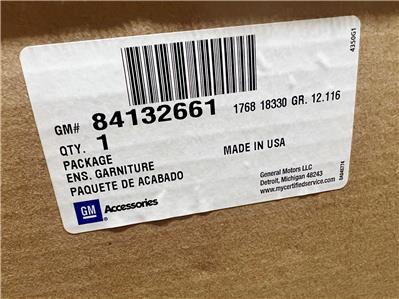 4350G1
GM# 84132661 1768 18330 GR. 12.116
QTY. 1
PACKAGE MADE IN USA
ENS. GARNITURE
PAQUETE DE ACABADO
General Motors LLC
Detroit, Michigan 48243
www.mycertifiedservice.com
GM Accessories